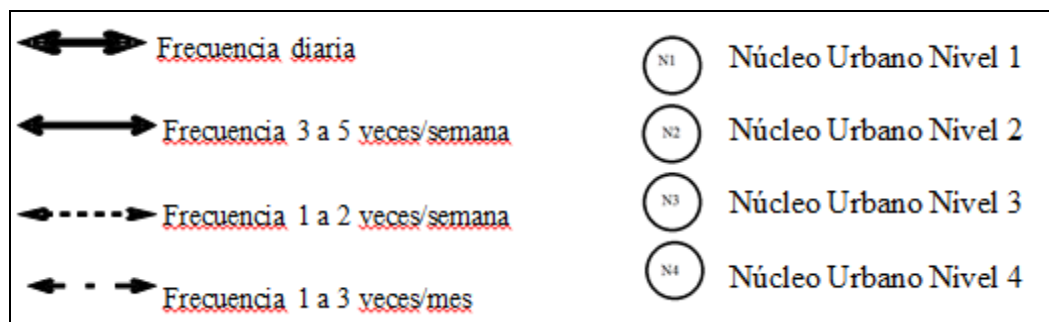 Frecuencia diaria
Frecuencia 3 a 5 veces/semana
Frecuencia 1 a 2 veces/semana
Frecuencia 1 a 3 veces/mes
N1 Núcleo Urbano Nivel 1
N2 Núcleo Urbano Nivel 2
N3 Núcleo Urbano Nivel 3
N4 Núcleo Urbano Nivel 4